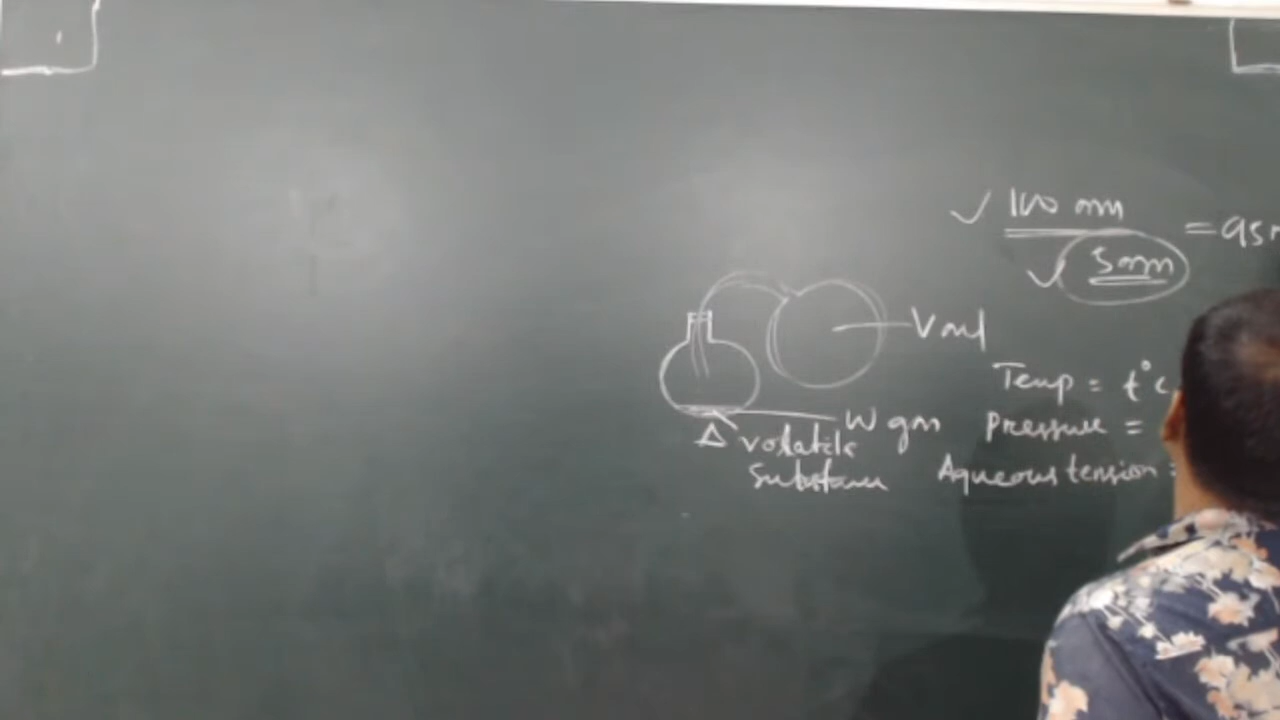 ✓ 100 mm
✓ 5mm = 95
V ml
Temp = t°c
W gm Pressure =
Δ volatile
Substance Aqueous tension =